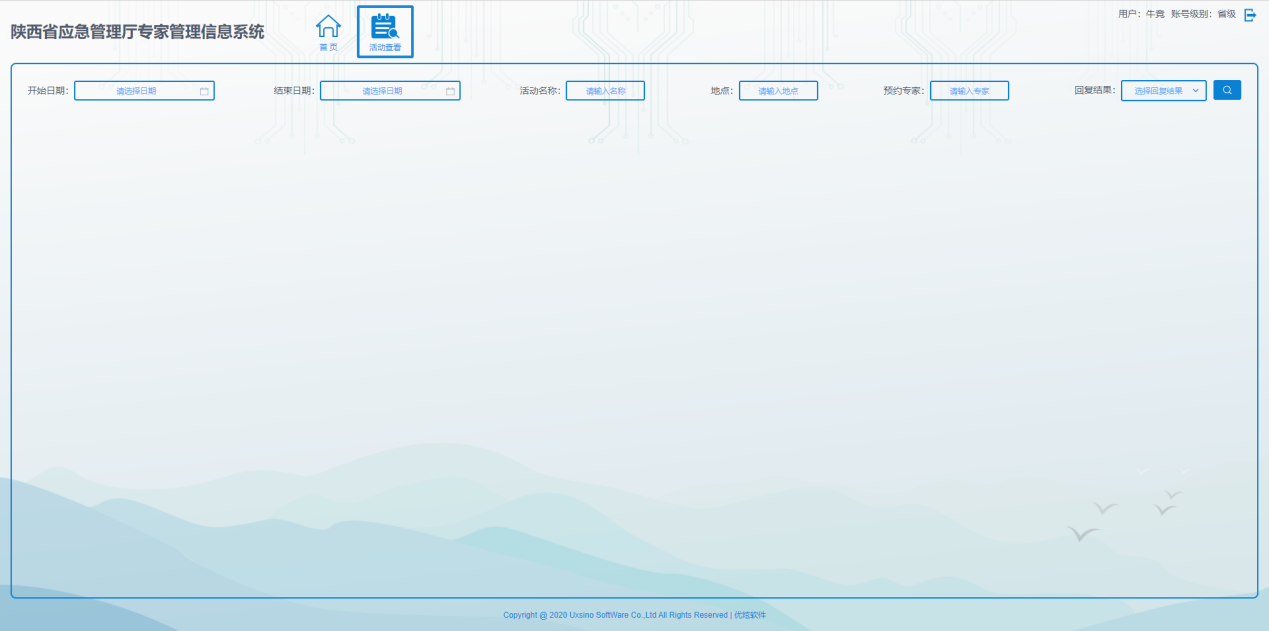 陕西省应急管理厅专家管理信息系统
首 页
活动查看
用户：牛竞 账号级别：省级
开始日期： 请选择日期 结束日期： 请选择日期 活动名称： 请输入名称 地点： 请输入地点 预约专家： 请输入专家 回复结果： 选择回复结果
Copyright @ 2020 Uxsino SoftWare Co.,Ltd All Rights Reserved | 优炫软件